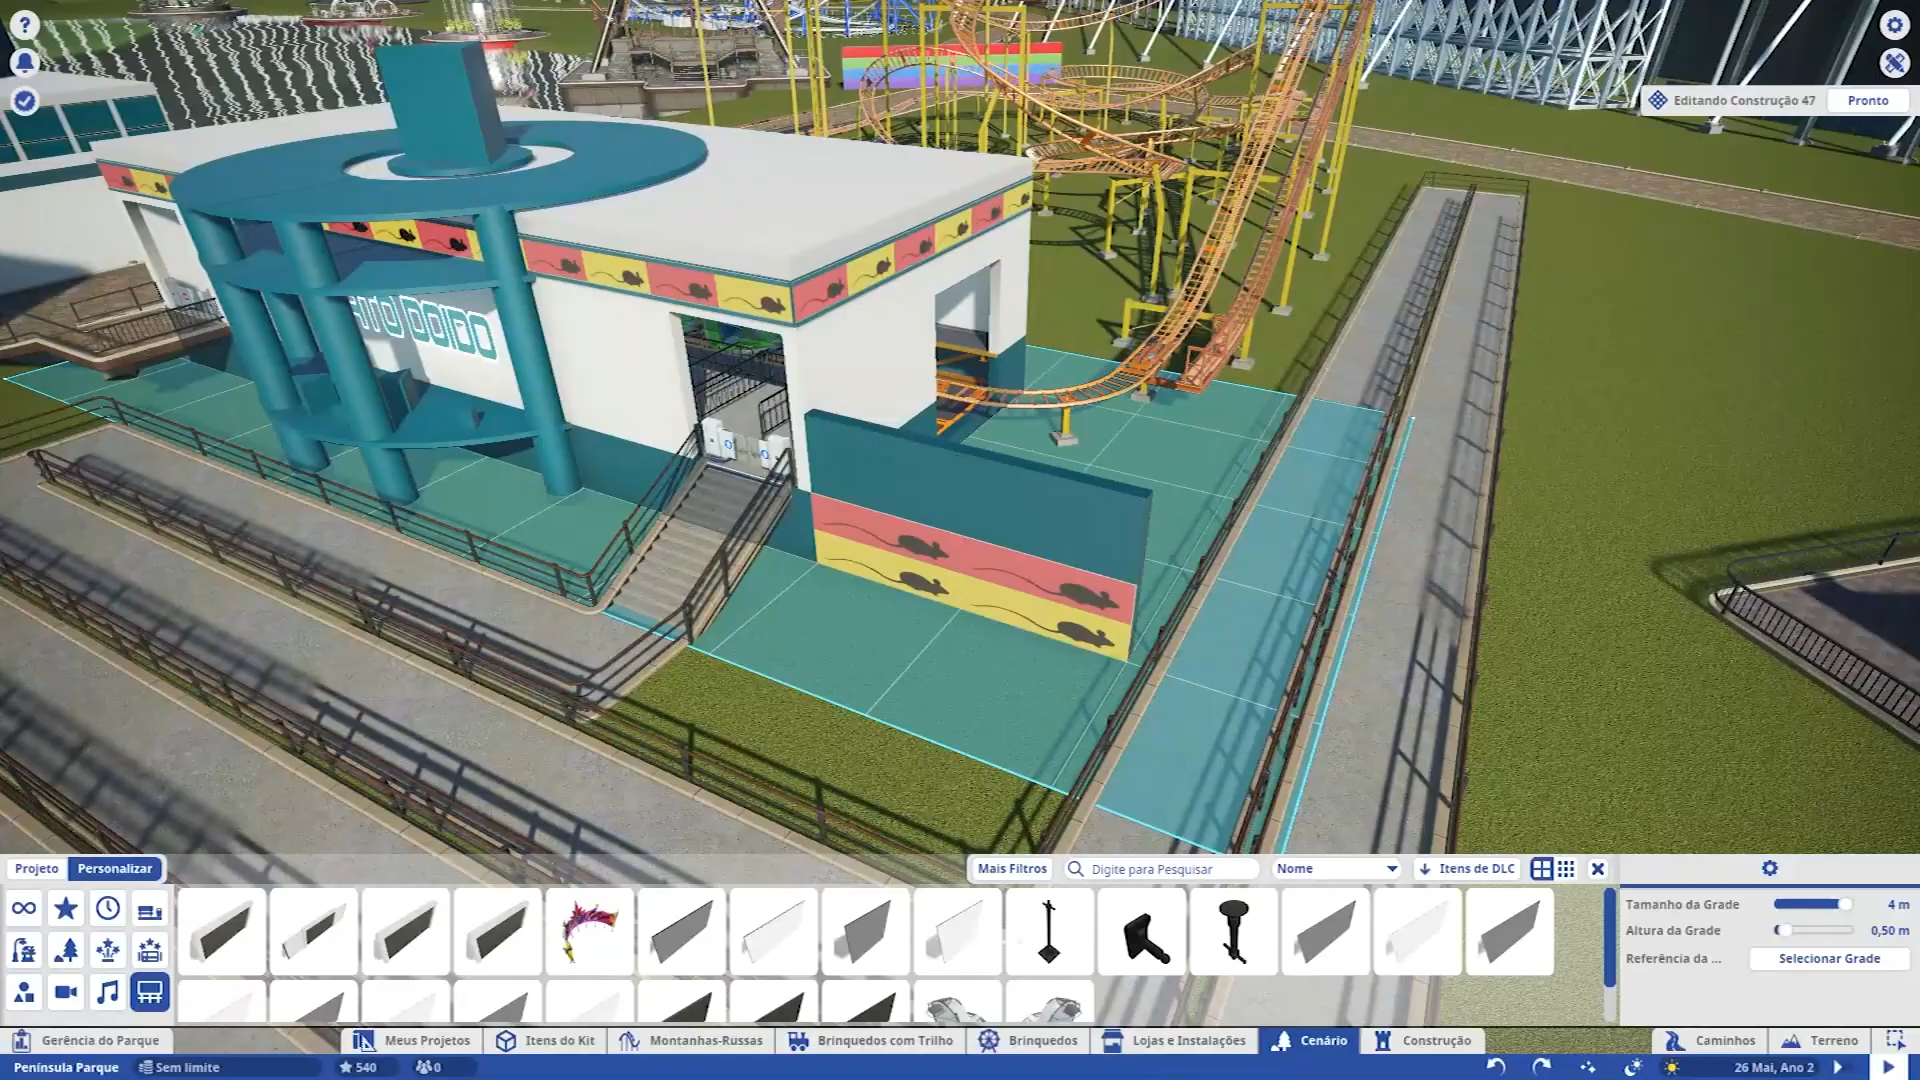 Editando Construção 47
Pronto
DOIDO
Projeto
Personalizar
Mais Filtros
Digite para Pesquisar
Nome
Itens de DLC
Tamanho da Grade
4 m
Altura da Grade
0,50 m
Referência da ...
Selecionar Grade
Gerência do Parque
Meus Projetos
Itens do Kit
Montanhas-Russas
Brinquedos com Trilho
Brinquedos
Lojas e Instalações
Cenário
Construção
Caminhos
Terreno
Península Parque
Sem limite
540
0
26 Mai, Ano 2